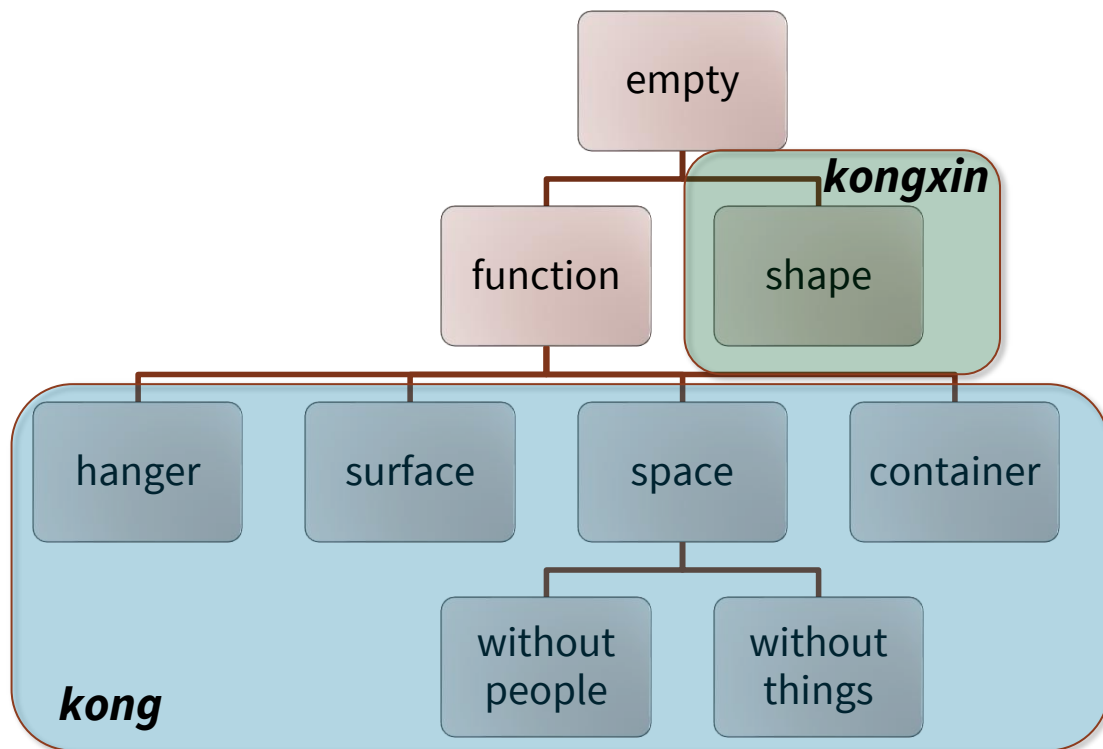 empty
kongxin
function
shape
hanger
surface
space
container
without
people
without
things
kong